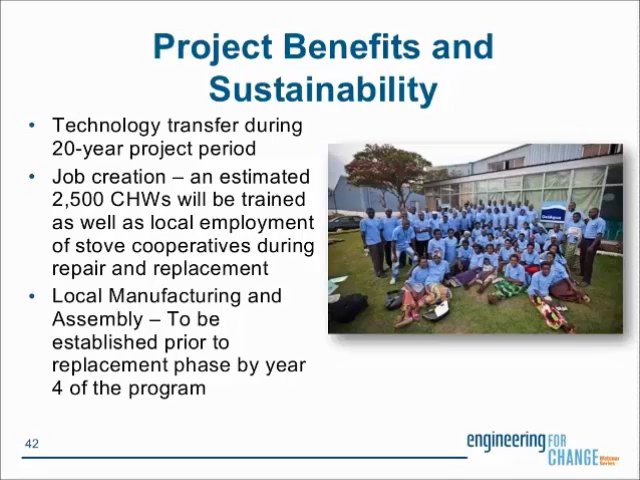 Project Benefits and
Sustainability
• Technology transfer during
20-year project period
• Job creation – an estimated
2,500 CHWs will be trained
as well as local employment
of stove cooperatives during
repair and replacement
• Local Manufacturing and
Assembly – To be
established prior to
replacement phase by year
4 of the program
42
engineering FOR
CHANGE Webinar
Series